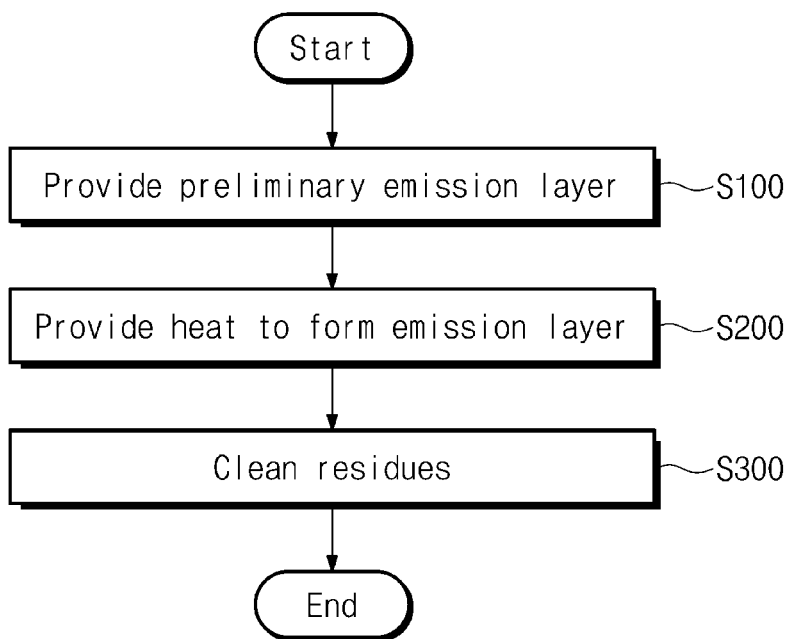 Start
Provide preliminary emission layer
S100
Provide heat to form emission layer
S200
Clean residues
S300
End